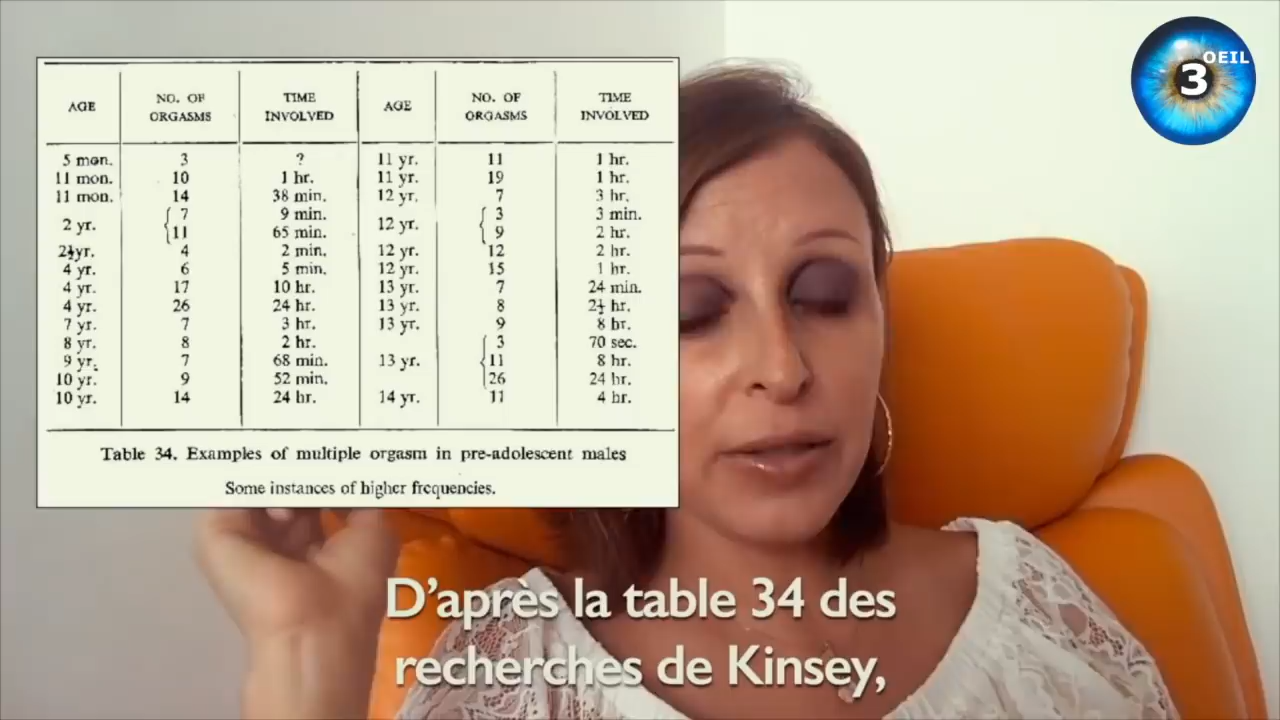 OEIL
3
AGE NO. OF ORGASMS TIME INVOLVED AGE NO. OF ORGASMS TIME INVOLVED
5 mon. 3 ? 11 yr. 11 1 hr.
11 mon. 10 1 hr. 11 yr. 19 1 hr.
11 mon. 14 38 min. 12 yr. 7 3 hr.
2 yr. { 7 9 min. 12 yr. { 3 3 min.
11 65 min. 9 2 hr.
2½ yr. 4 2 min. 12 yr. 12 2 hr.
4 yr. 6 5 min. 12 yr. 15 1 hr.
4 yr. 17 10 hr. 13 yr. 7 24 min.
4 yr. 26 24 hr. 13 yr. 8 2½ hr.
7 yr. 7 3 hr. 13 yr. 9 8 hr.
8 yr. 8 2 hr. { 3 70 sec.
9 yr. 7 68 min. 13 yr. 11 8 hr.
10 yr. 9 52 min. 26 24 hr.
10 yr. 14 24 hr. 14 yr. 11 4 hr.
Table 34. Examples of multiple orgasm in pre-adolescent males
Some instances of higher frequencies.
D'après la table 34 des
recherches de Kinsey,